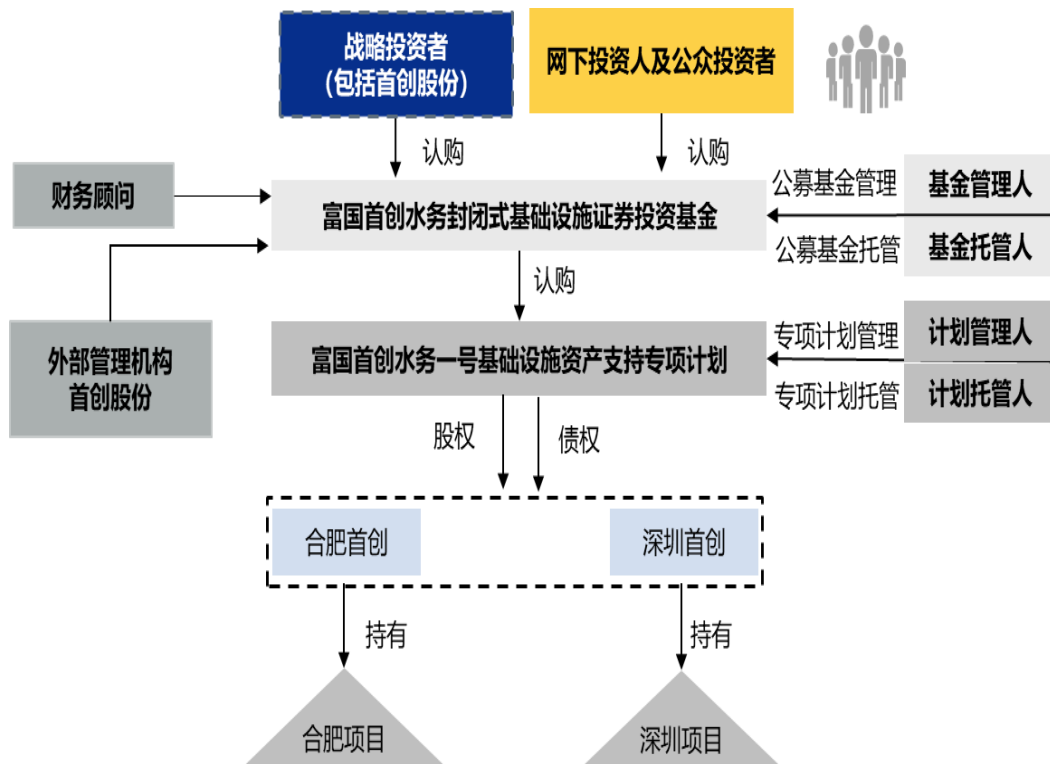 战略投资者
（包括首创股份）
网下投资人及公众投资者
认购
认购
财务顾问
富国首创水务封闭式基础设施证券投资基金
公募基金管理
基金管理人
公募基金托管
基金托管人
认购
外部管理机构
首创股份
富国首创水务一号基础设施资产支持专项计划
专项计划管理
计划管理人
专项计划托管
计划托管人
股权
债权
合肥首创
深圳首创
持有
持有
合肥项目
深圳项目